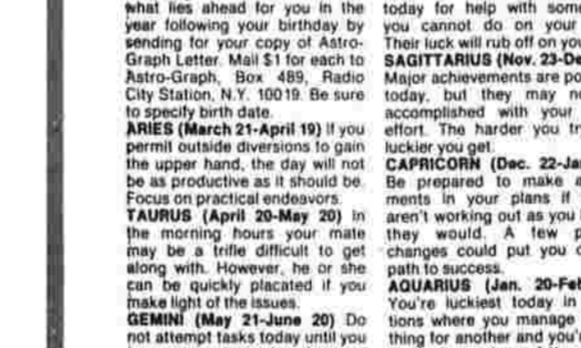 what lies ahead for you in the
year following your birthday by
sending for your copy of Astro-
Graph Letter. Mail $1 for each to
Astro-Graph, Box 489, Radio
City Station, N.Y. 10019. Be sure
to specify birth date.
ARIES (March 21-April 19) If you
permit outside diversions to gain
the upper hand, the day will not
be as productive as it should be.
Focus on practical endeavors.
TAURUS (April 20-May 20) In
the morning hours your mate
may be a trifle difficult to get
along with. However, he or she
can be quickly placated if you
make light of the issues.
GEMINI (May 21-June 20) Do
not attempt tasks today until you
today for help with som
you cannot do on your
Their luck will rub off on yo
SAGITTARIUS (Nov. 23-De
Major achievements are po
today, but they may n
accomplished with your
effort. The harder you tr
luckier you get.
CAPRICORN (Dec. 22-Ja
Be prepared to make a
ments in your plans if
aren't working out as you
they would. A few p
changes could put you o
path to success.
AQUARIUS (Jan. 20-Feb
You're luckiest today in
tions where you manage
thing for another and you'